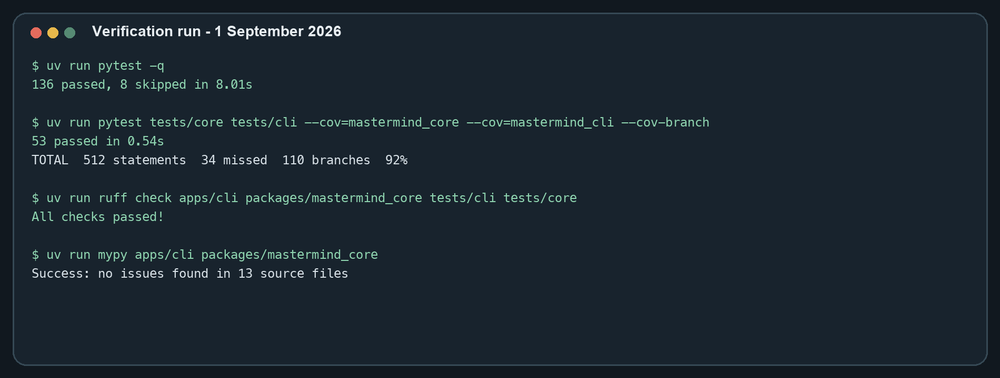 Verification run - 1 September 2026
$ uv run pytest -q
136 passed, 8 skipped in 8.01s
$ uv run pytest tests/core tests/cli --cov=mastermind_core --cov=mastermind_cli --cov-branch
53 passed in 0.54s
TOTAL  512 statements  34 missed  110 branches  92%
$ uv run ruff check apps/cli packages/mastermind_core tests/cli tests/core
All checks passed!
$ uv run mypy apps/cli packages/mastermind_core
Success: no issues found in 13 source files